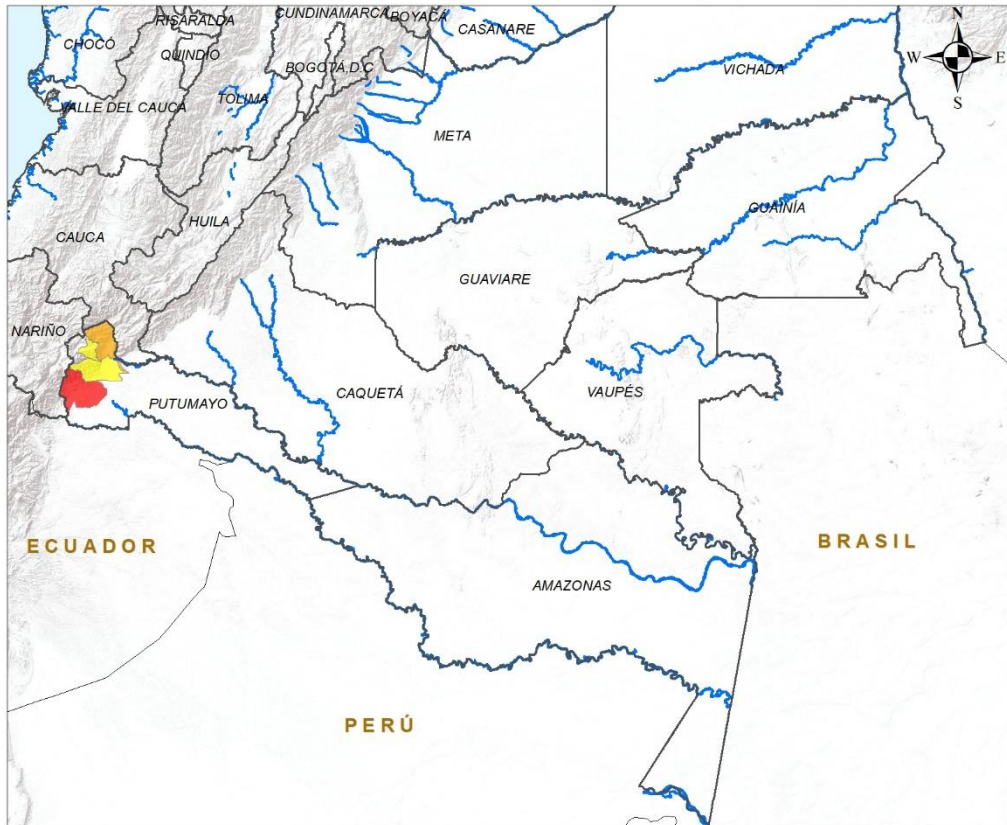 RISARALDA
CUNDINAMARCA
BOYACÁ
CASANARE
N
CHOCÓ
QUINDIO
BOGOTÁ,D.C
VICHADA
W
E
S
TOLIMA
VALLE DEL CAUCA
META
GUAINÍA
HUILA
CAUCA
GUAVIARE
NARIÑO
CAQUETÁ
VAUPÉS
PUTUMAYO
ECUADOR
BRASIL
AMAZONAS
PERÚ